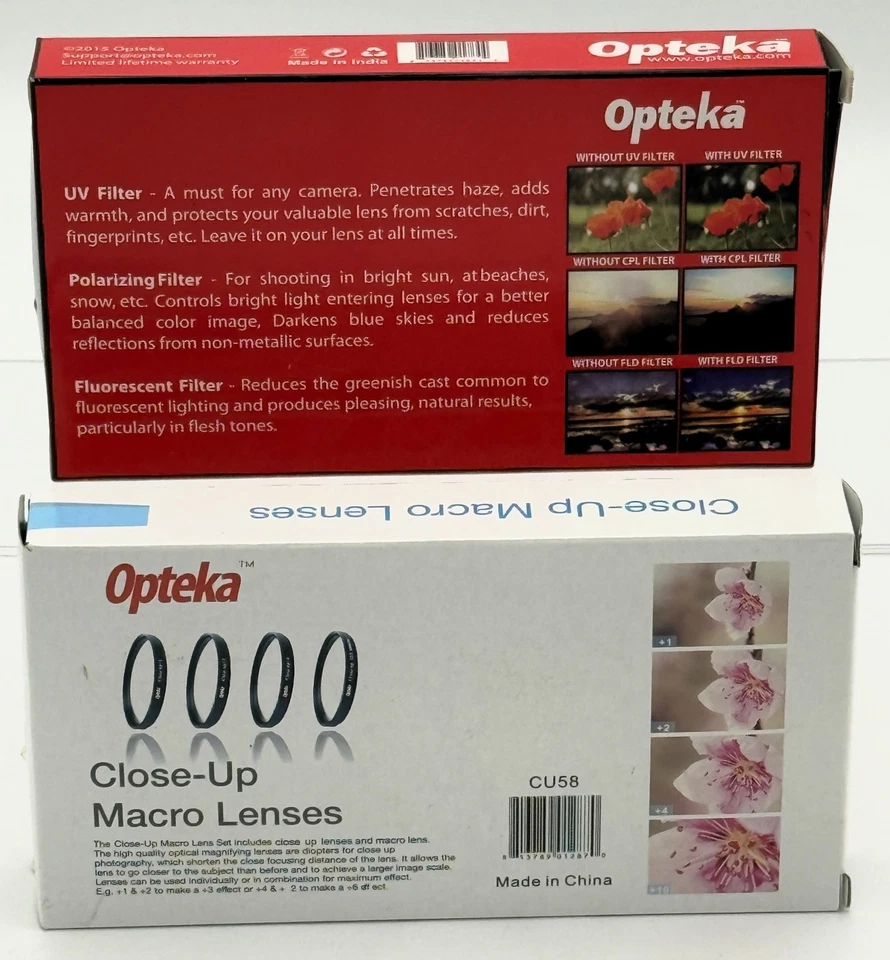 ©2015 Opteka
Support@opteka.com
Limited lifetime warranty
Made in India
Opteka™
www.opteka.com
Opteka™
WITHOUT UV FILTER
WITH UV FILTER
UV Filter - A must for any camera. Penetrates haze, adds
warmth, and protects your valuable lens from scratches, dirt,
fingerprints, etc. Leave it on your lens at all times.
WITHOUT CPL FILTER
WITH CPL FILTER
Polarizing Filter - For shooting in bright sun, at beaches,
snow, etc. Controls bright light entering lenses for a better
balanced color image, Darkens blue skies and reduces
reflections from non-metallic surfaces.
WITHOUT FLD FILTER
WITH FLD FILTER
Fluorescent Filter - Reduces the greenish cast common to
fluorescent lighting and produces pleasing, natural results,
particularly in flesh tones.
Close-Up Macro Lenses
Opteka™
+1
+2
+4
+10
Close-Up
Macro Lenses
The Close-Up Macro Lens Set includes close up lenses and macro lens.
The high quality optical magnifying lenses are diopters for close up
photography, which shorten the close focusing distance of the lens. It allows the
lens to go closer to the subject than before and to achieve a larger image scale.
Lenses can be used individually or in combination for maximum effect.
E.g. +1 & +2 to make a +3 effect or +4 & + 2 to make a +6 eff ect.
CU58
8 13789 01287 0
Made in China